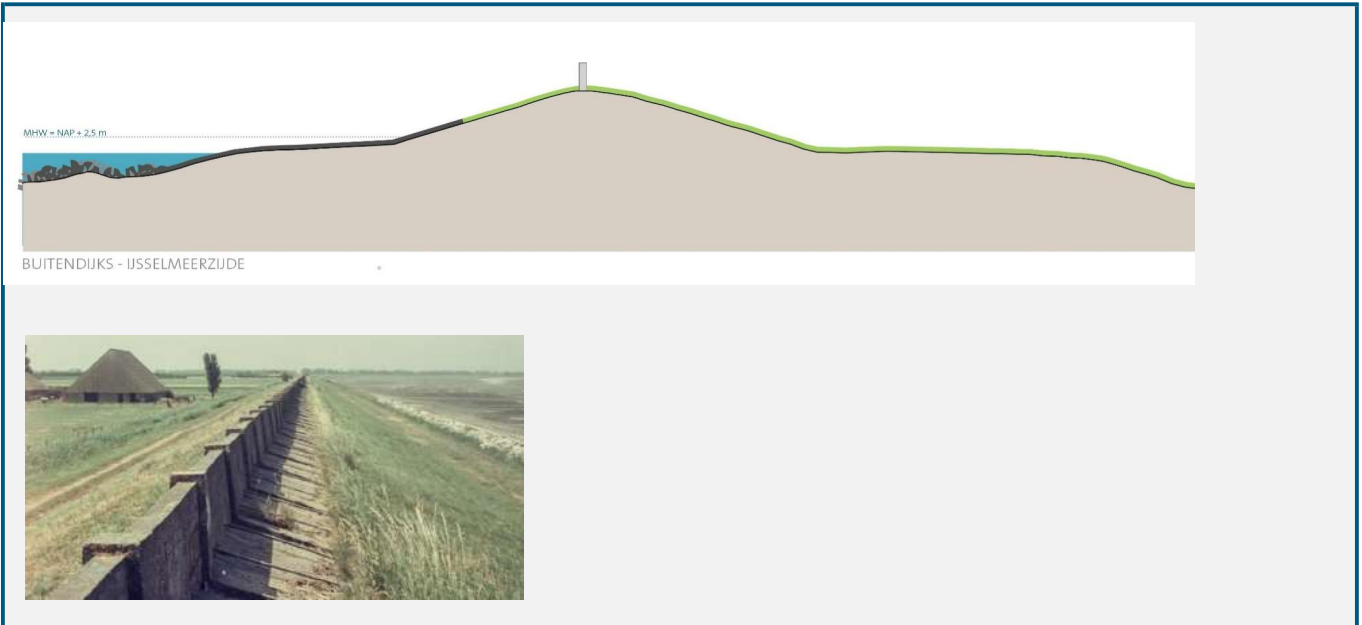 MHW = NAP + 2,5 m
BUITENDIJKS - IJSSELMEERZIJDE